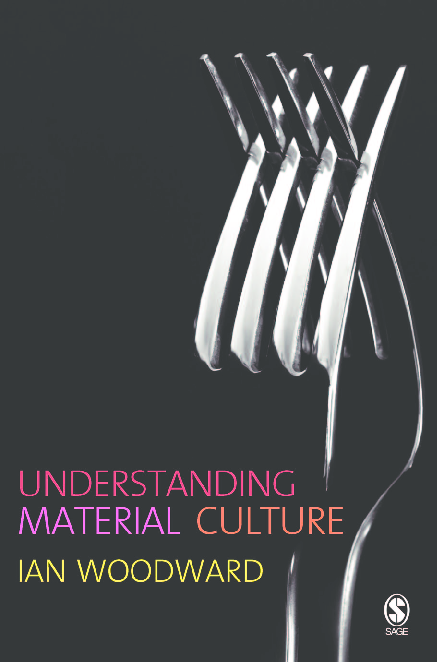 UNDERSTANDING
MATERIAL CULTURE
IAN WOODWARD
S
SAGE